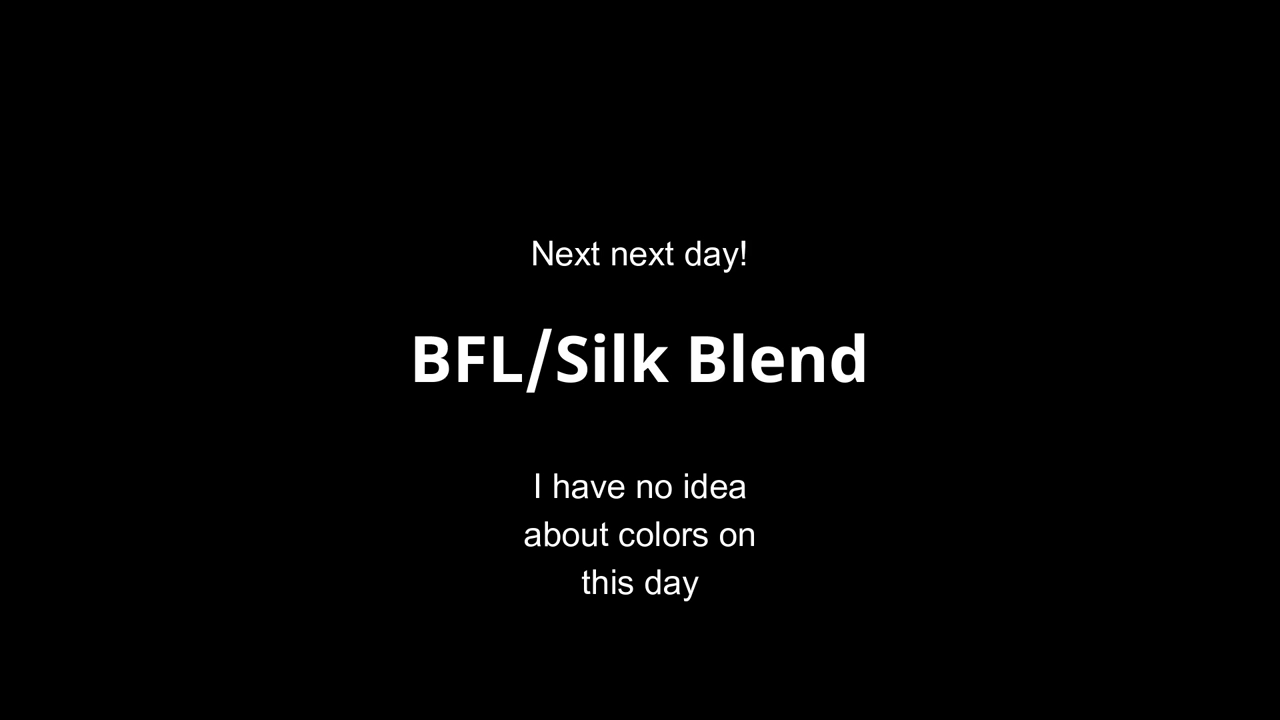 Next next day!
BFL/Silk Blend
I have no idea
about colors on
this day